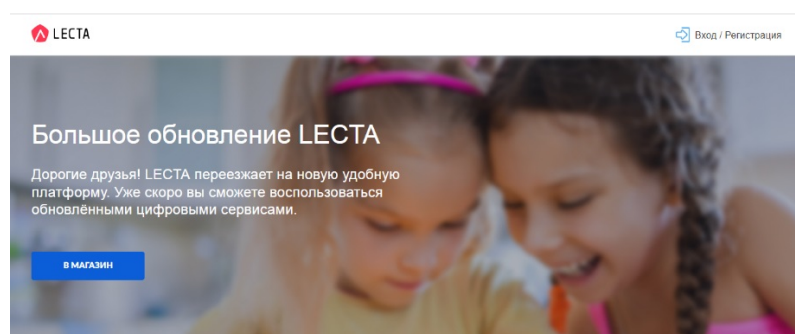 LECTA
Вход / Регистрация
Большое обновление LECTA
Дорогие друзья! LECTA переезжает на новую удобную
платформу. Уже скоро вы сможете воспользоваться
обновлёнными цифровыми сервисами.
В МАГАЗИН